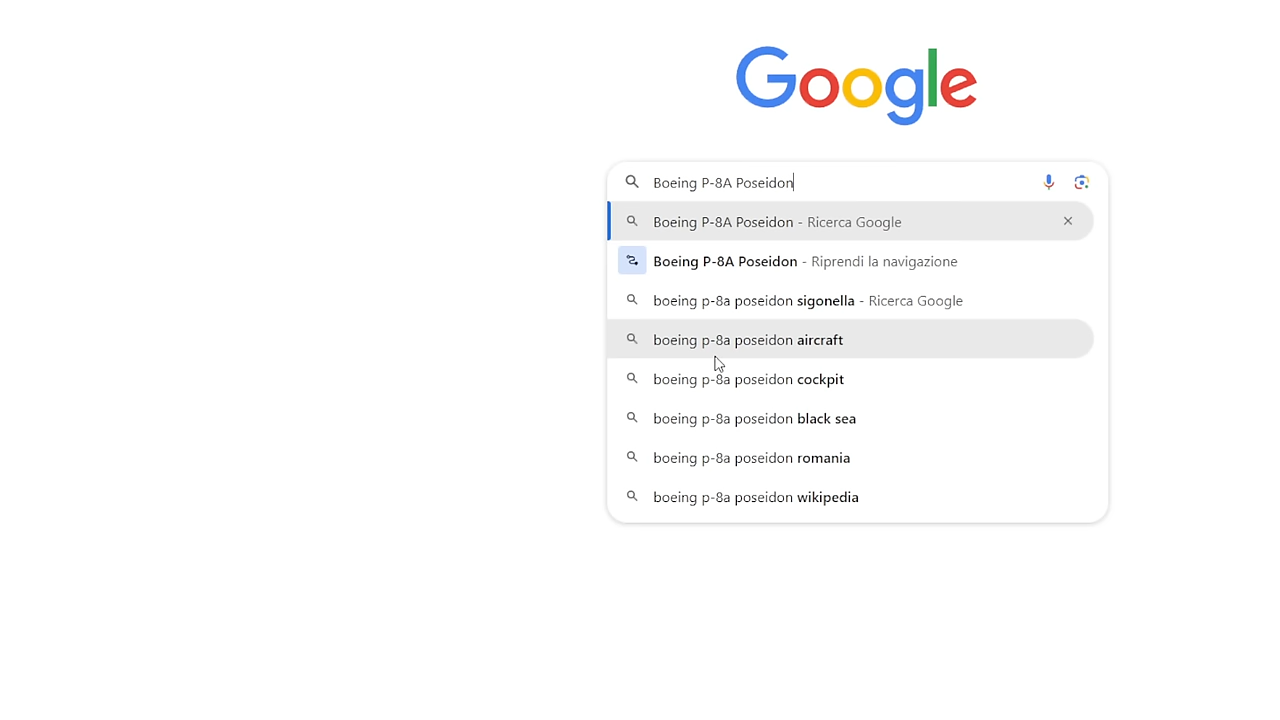 Google
Boeing P-8A Poseidon
Boeing P-8A Poseidon - Ricerca Google
Boeing P-8A Poseidon - Riprendi la navigazione
boeing p-8a poseidon sigonella - Ricerca Google
boeing p-8a poseidon aircraft
boeing p-8a poseidon cockpit
boeing p-8a poseidon black sea
boeing p-8a poseidon romania
boeing p-8a poseidon wikipedia